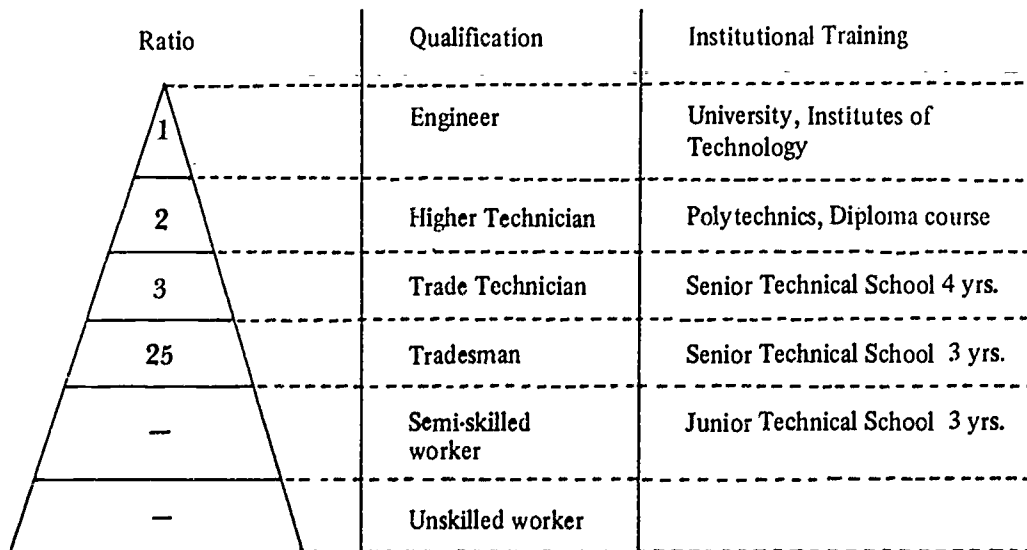 Ratio Qualification Institutional Training
1 Engineer University, Institutes of
Technology
2 Higher Technician Polytechnics, Diploma course
3 Trade Technician Senior Technical School 4 yrs.
25 Tradesman Senior Technical School 3 yrs.
– Semi-skilled Junior Technical School 3 yrs.
worker
– Unskilled worker